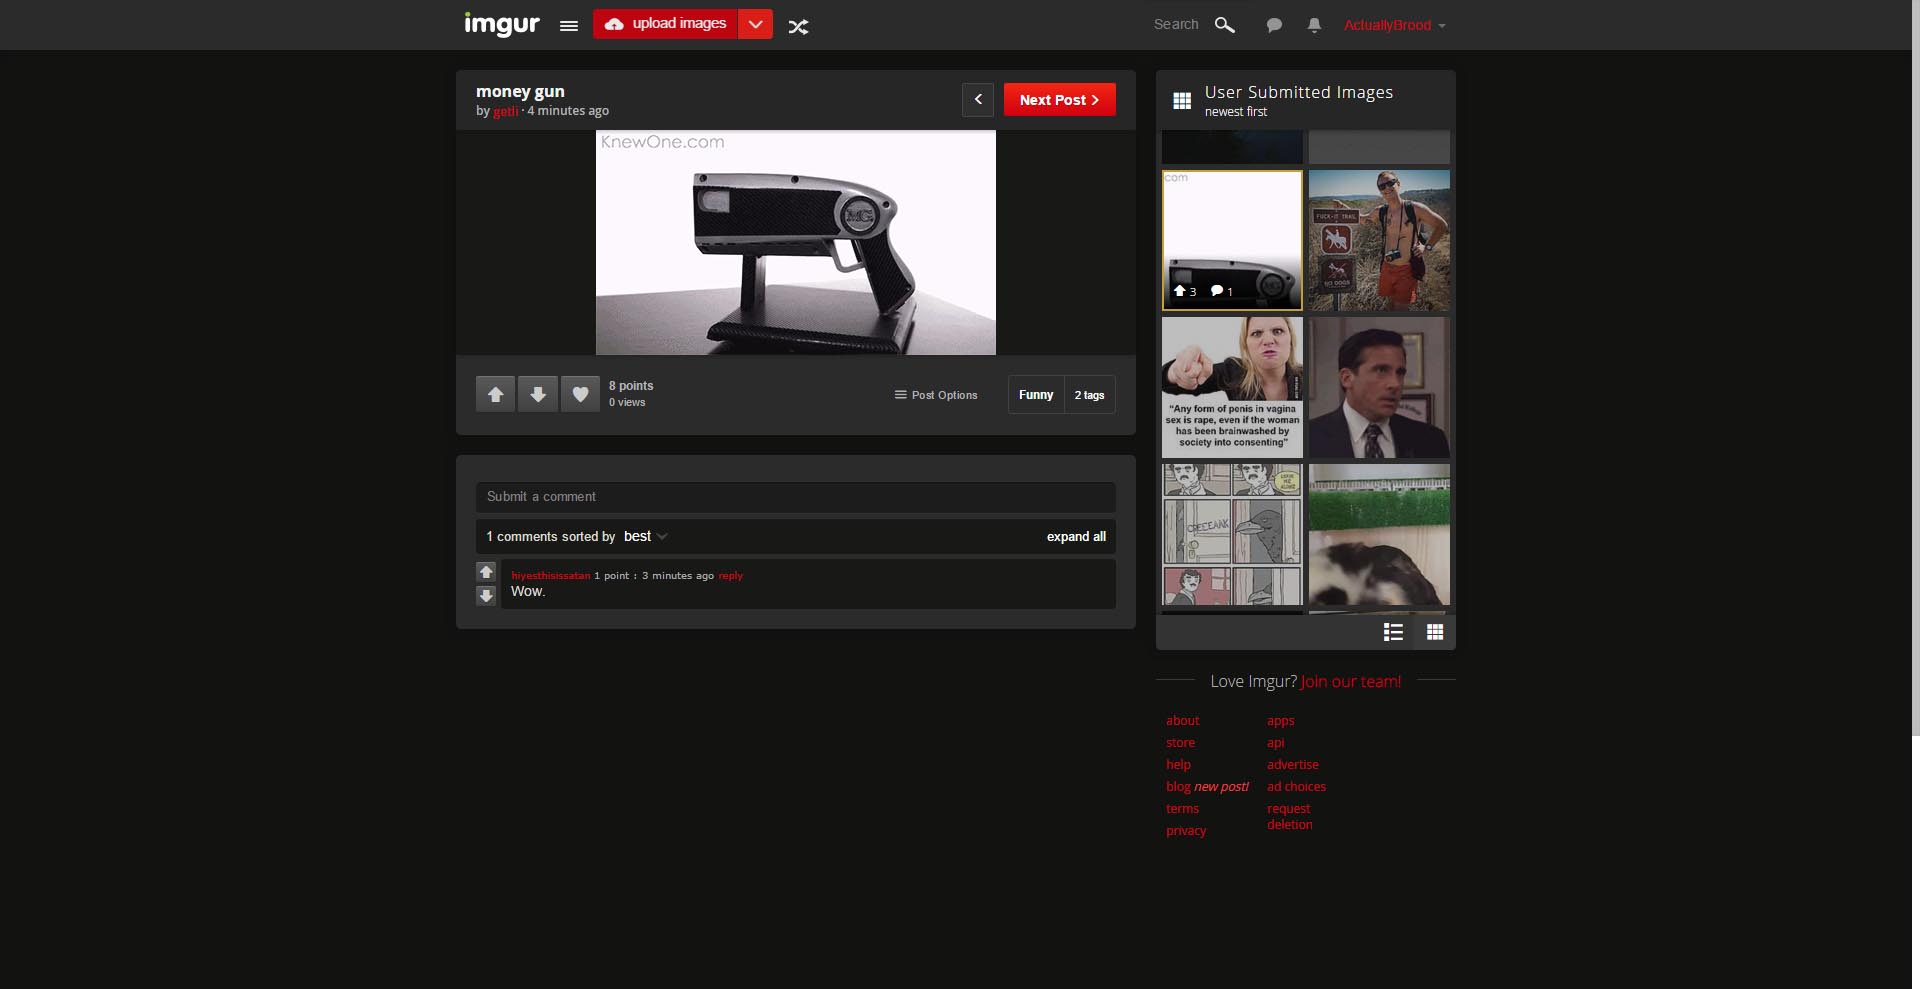 imgur
upload images
Search
ActuallyBrood
money gun
by getli · 4 minutes ago
Next Post
KnewOne.com
MG
8 points
0 views
Post Options
Funny
2 tags
Submit a comment
1 comments sorted by best
expand all
hiyesthisissatan 1 point : 3 minutes ago reply
Wow.
User Submitted Images
newest first
com
3
1
FUCK-IT TRAIL
NO DOGS
"Any form of penis in vagina
sex is rape, even if the woman
has been brainwashed by
society into consenting"
LEAVE
ME
ALONE
CREEEAAK
Love Imgur? Join our team!
about
store
help
blog new post!
terms
privacy
apps
api
advertise
ad choices
request
deletion